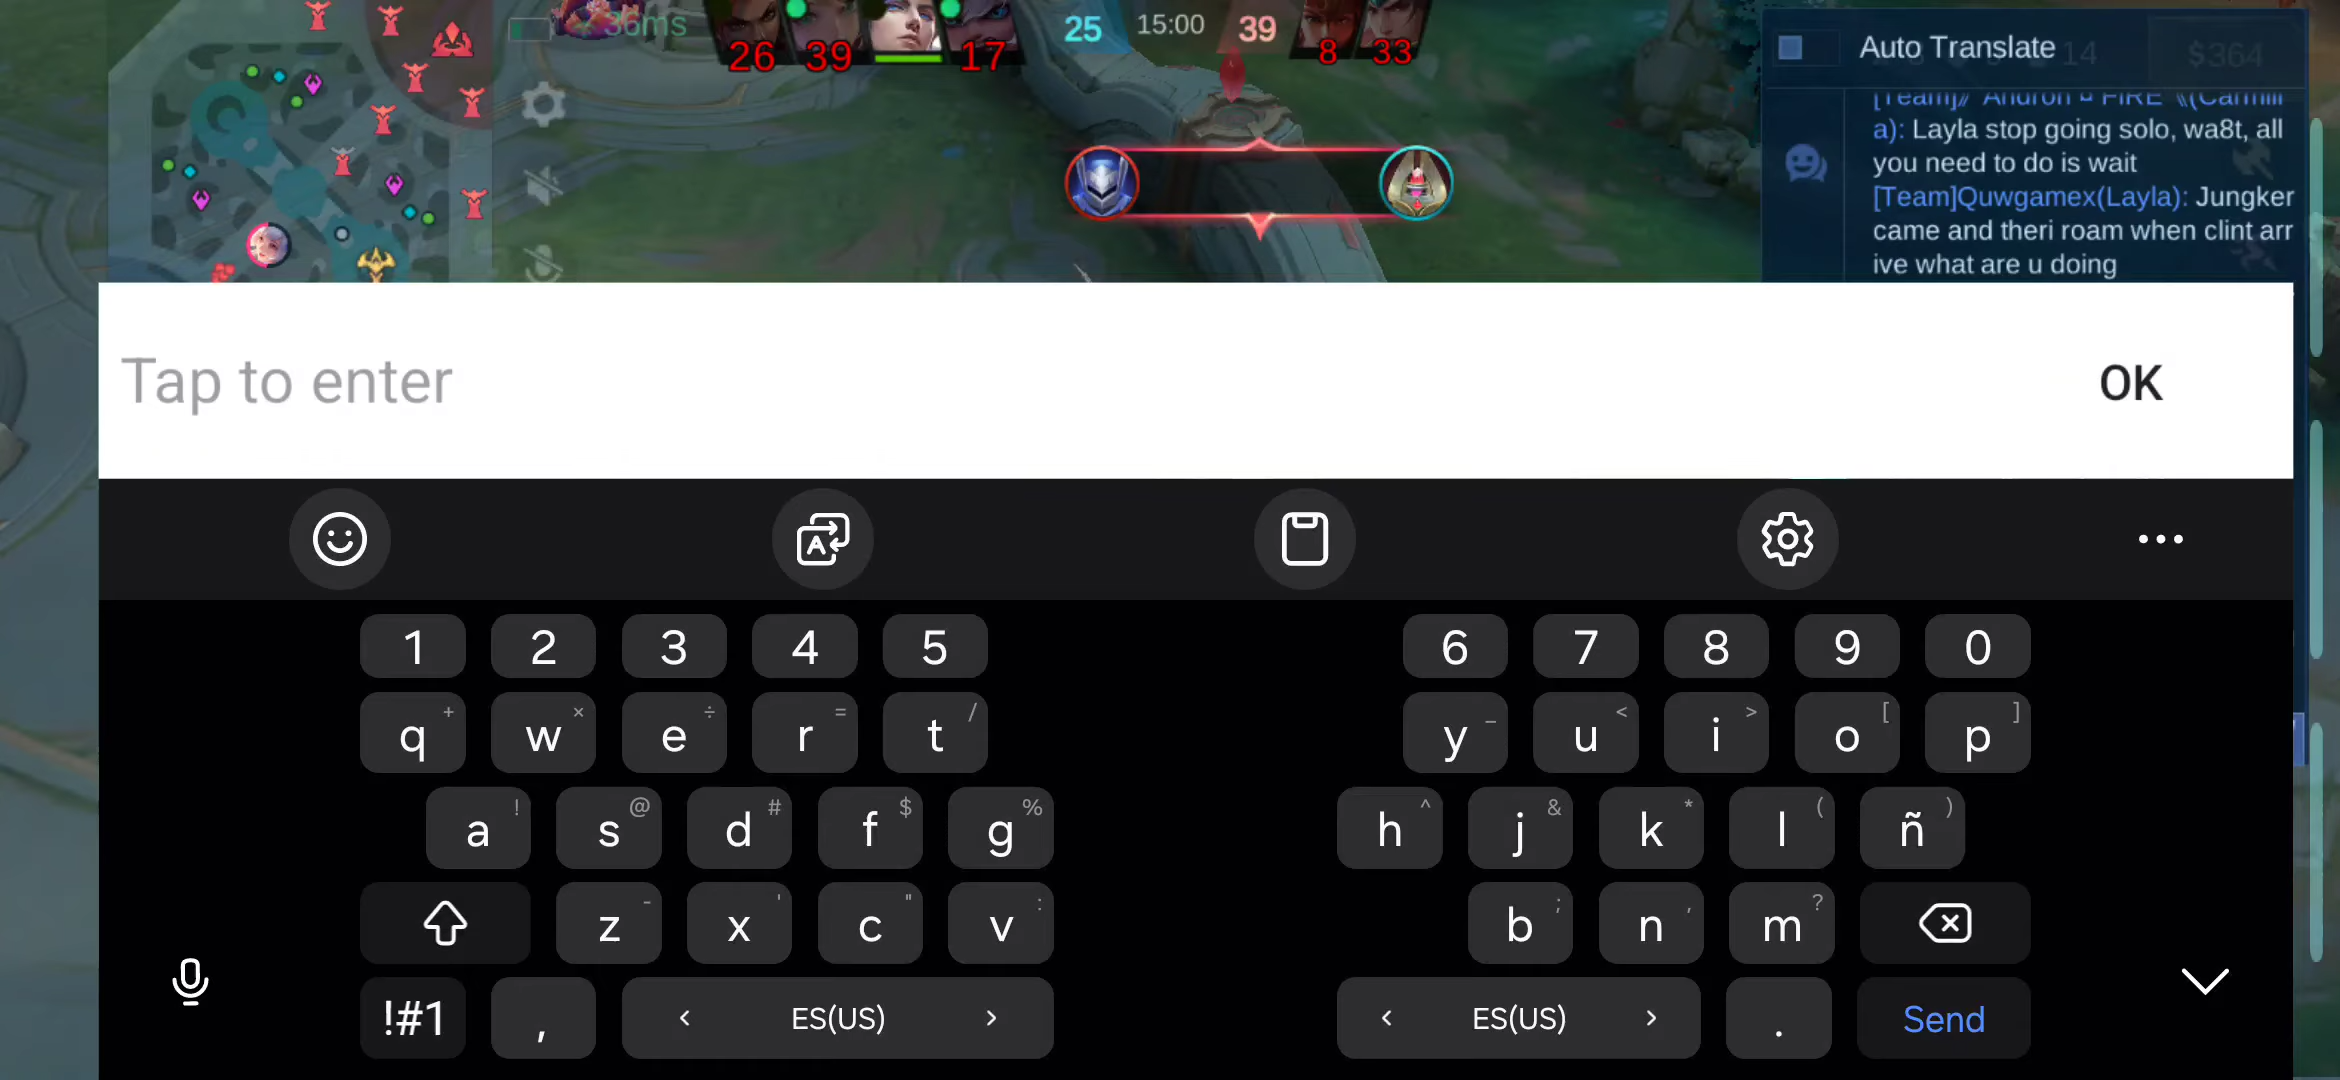 36ms
26 39 17 25 15:00 39 8 33
Auto Translate
14 $364
a): Layla stop going solo, wa8t, all
you need to do is wait
[Team]Quwgamex(Layla): Jungker
came and theri roam when clint arr
ive what are u doing
Tap to enter
OK
1 2 3 4 5 6 7 8 9 0
q + w × e ÷ r = t / y _ u < i > o [ p ]
a ! s @ d # f $ g % h ^ j & k * l ( ñ )
z - x ' c " v : b ; n , m ?
!#1 , < ES(US) > < ES(US) > . Send